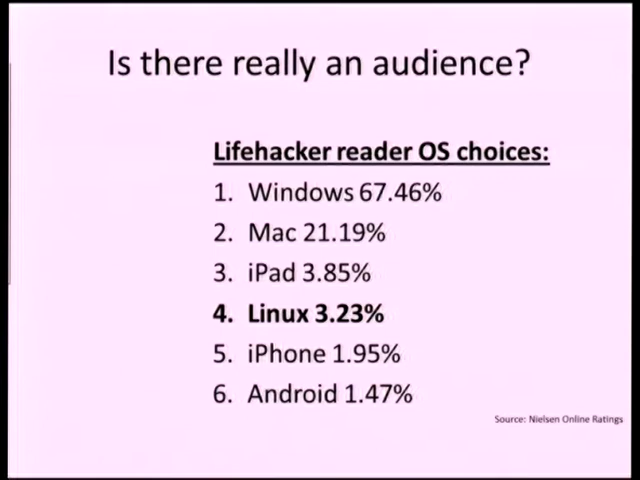 Is there really an audience?
Lifehacker reader OS choices:
1. Windows 67.46%
2. Mac 21.19%
3. iPad 3.85%
4. Linux 3.23%
5. iPhone 1.95%
6. Android 1.47%
Source: Nielsen Online Ratings